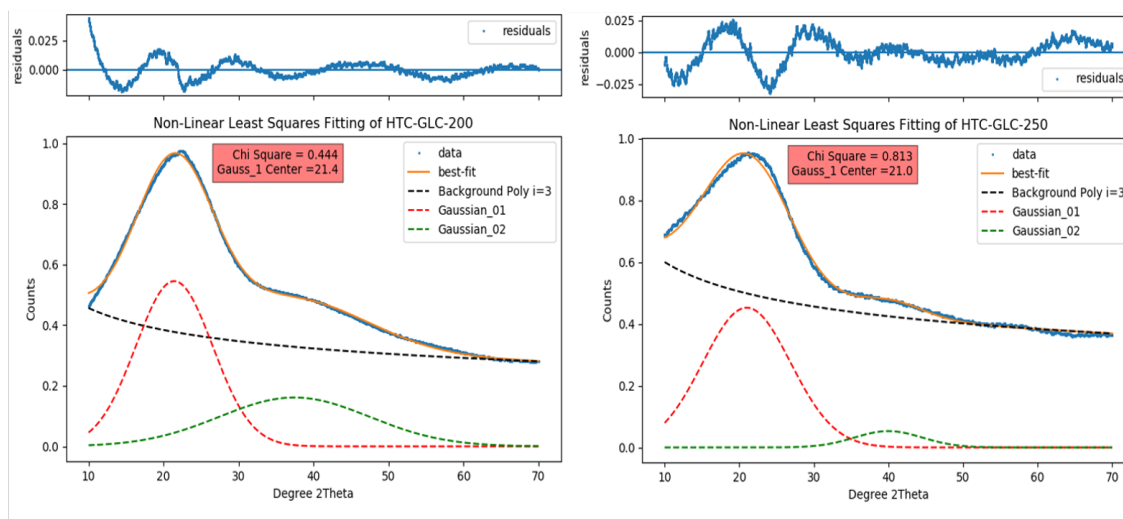 residuals
0.025
0.000
residuals
Non-Linear Least Squares Fitting of HTC-GLC-200
Chi Square = 0.444
Gauss_1 Center =21.4
data
best-fit
Background Poly i=3
Gaussian_01
Gaussian_02
Counts
1.0
0.8
0.6
0.4
0.2
0.0
10 20 30 40 50 60 70
Degree 2Theta
residuals
0.025
0.000
−0.025
residuals
Non-Linear Least Squares Fitting of HTC-GLC-250
Chi Square = 0.813
Gauss_1 Center =21.0
data
best-fit
Background Poly i=3
Gaussian_01
Gaussian_02
Counts
1.0
0.8
0.6
0.4
0.2
0.0
10 20 30 40 50 60 70
Degree 2Theta